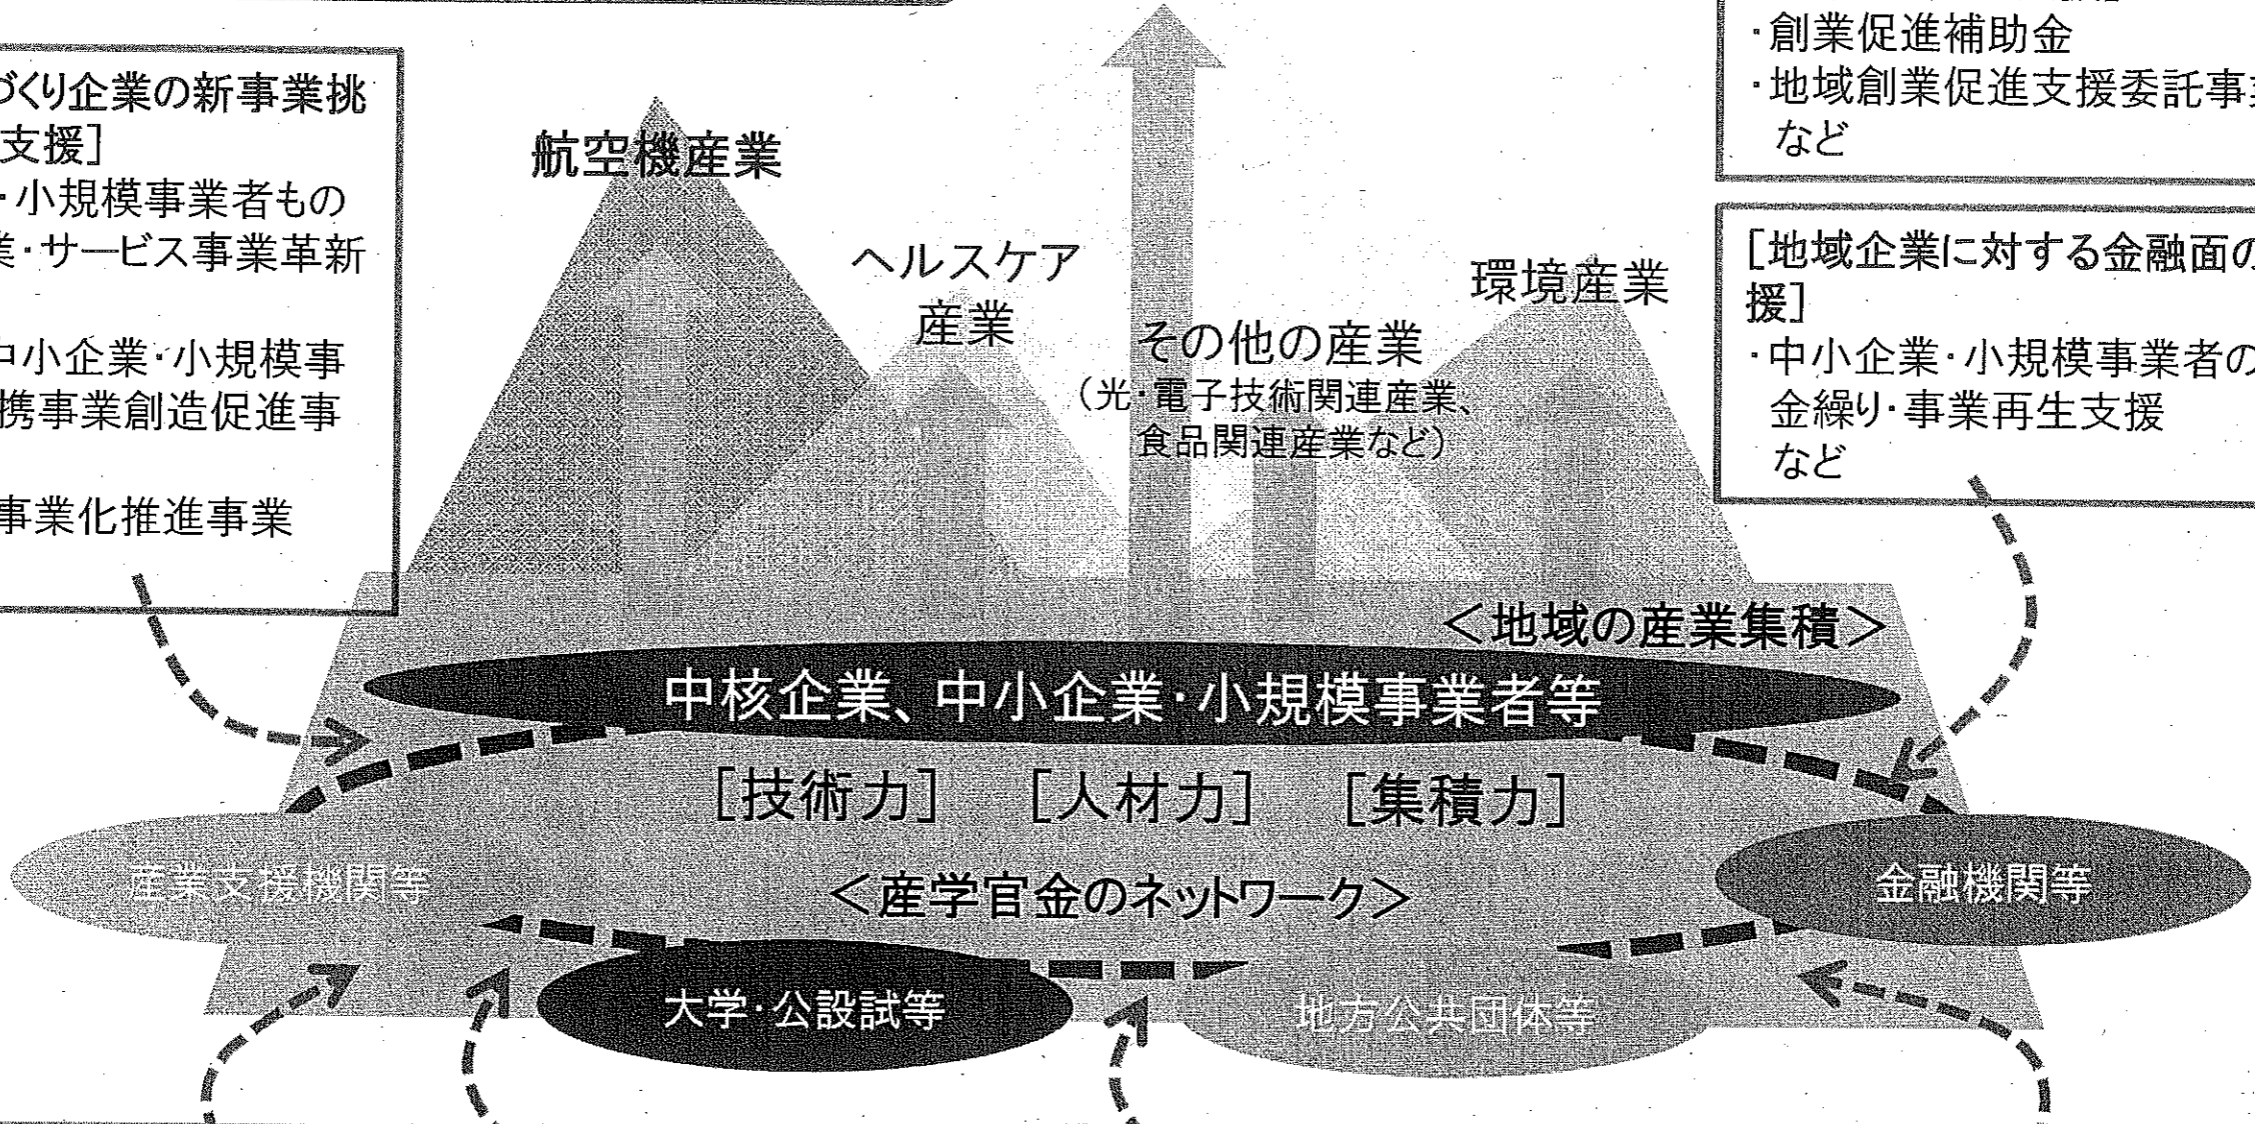 づくり企業の新事業挑
支援]
・小規模事業者もの
業・サービス事業革新
中小企業・小規模事
携事業創造促進事
事業化推進事業
・創業促進補助金
・地域創業促進支援委託事業
など
[地域企業に対する金融面の
援]
・中小企業・小規模事業者の
金繰り・事業再生支援
など
航空機産業
ヘルスケア
産業
その他の産業
（光・電子技術関連産業、
食品関連産業など）
環境産業
＜地域の産業集積＞
中核企業、中小企業・小規模事業者等
[技術力] [人材力] [集積力]
産業支援機関等
＜産学官金のネットワーク＞
金融機関等
大学・公設試等
地方公共団体等